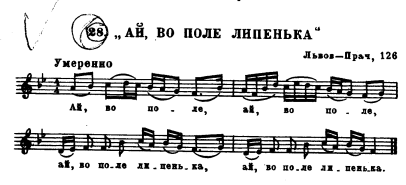 28. „АЙ, ВО ПОЛЕ ЛИПЕНЬКА“
Львов—Прач, 126
Умеренно
Ай, во по - ле, ай, во по - ле,
ай, во по-ле ли - пень-ка, ай, во по-ле ли - пень-ка.